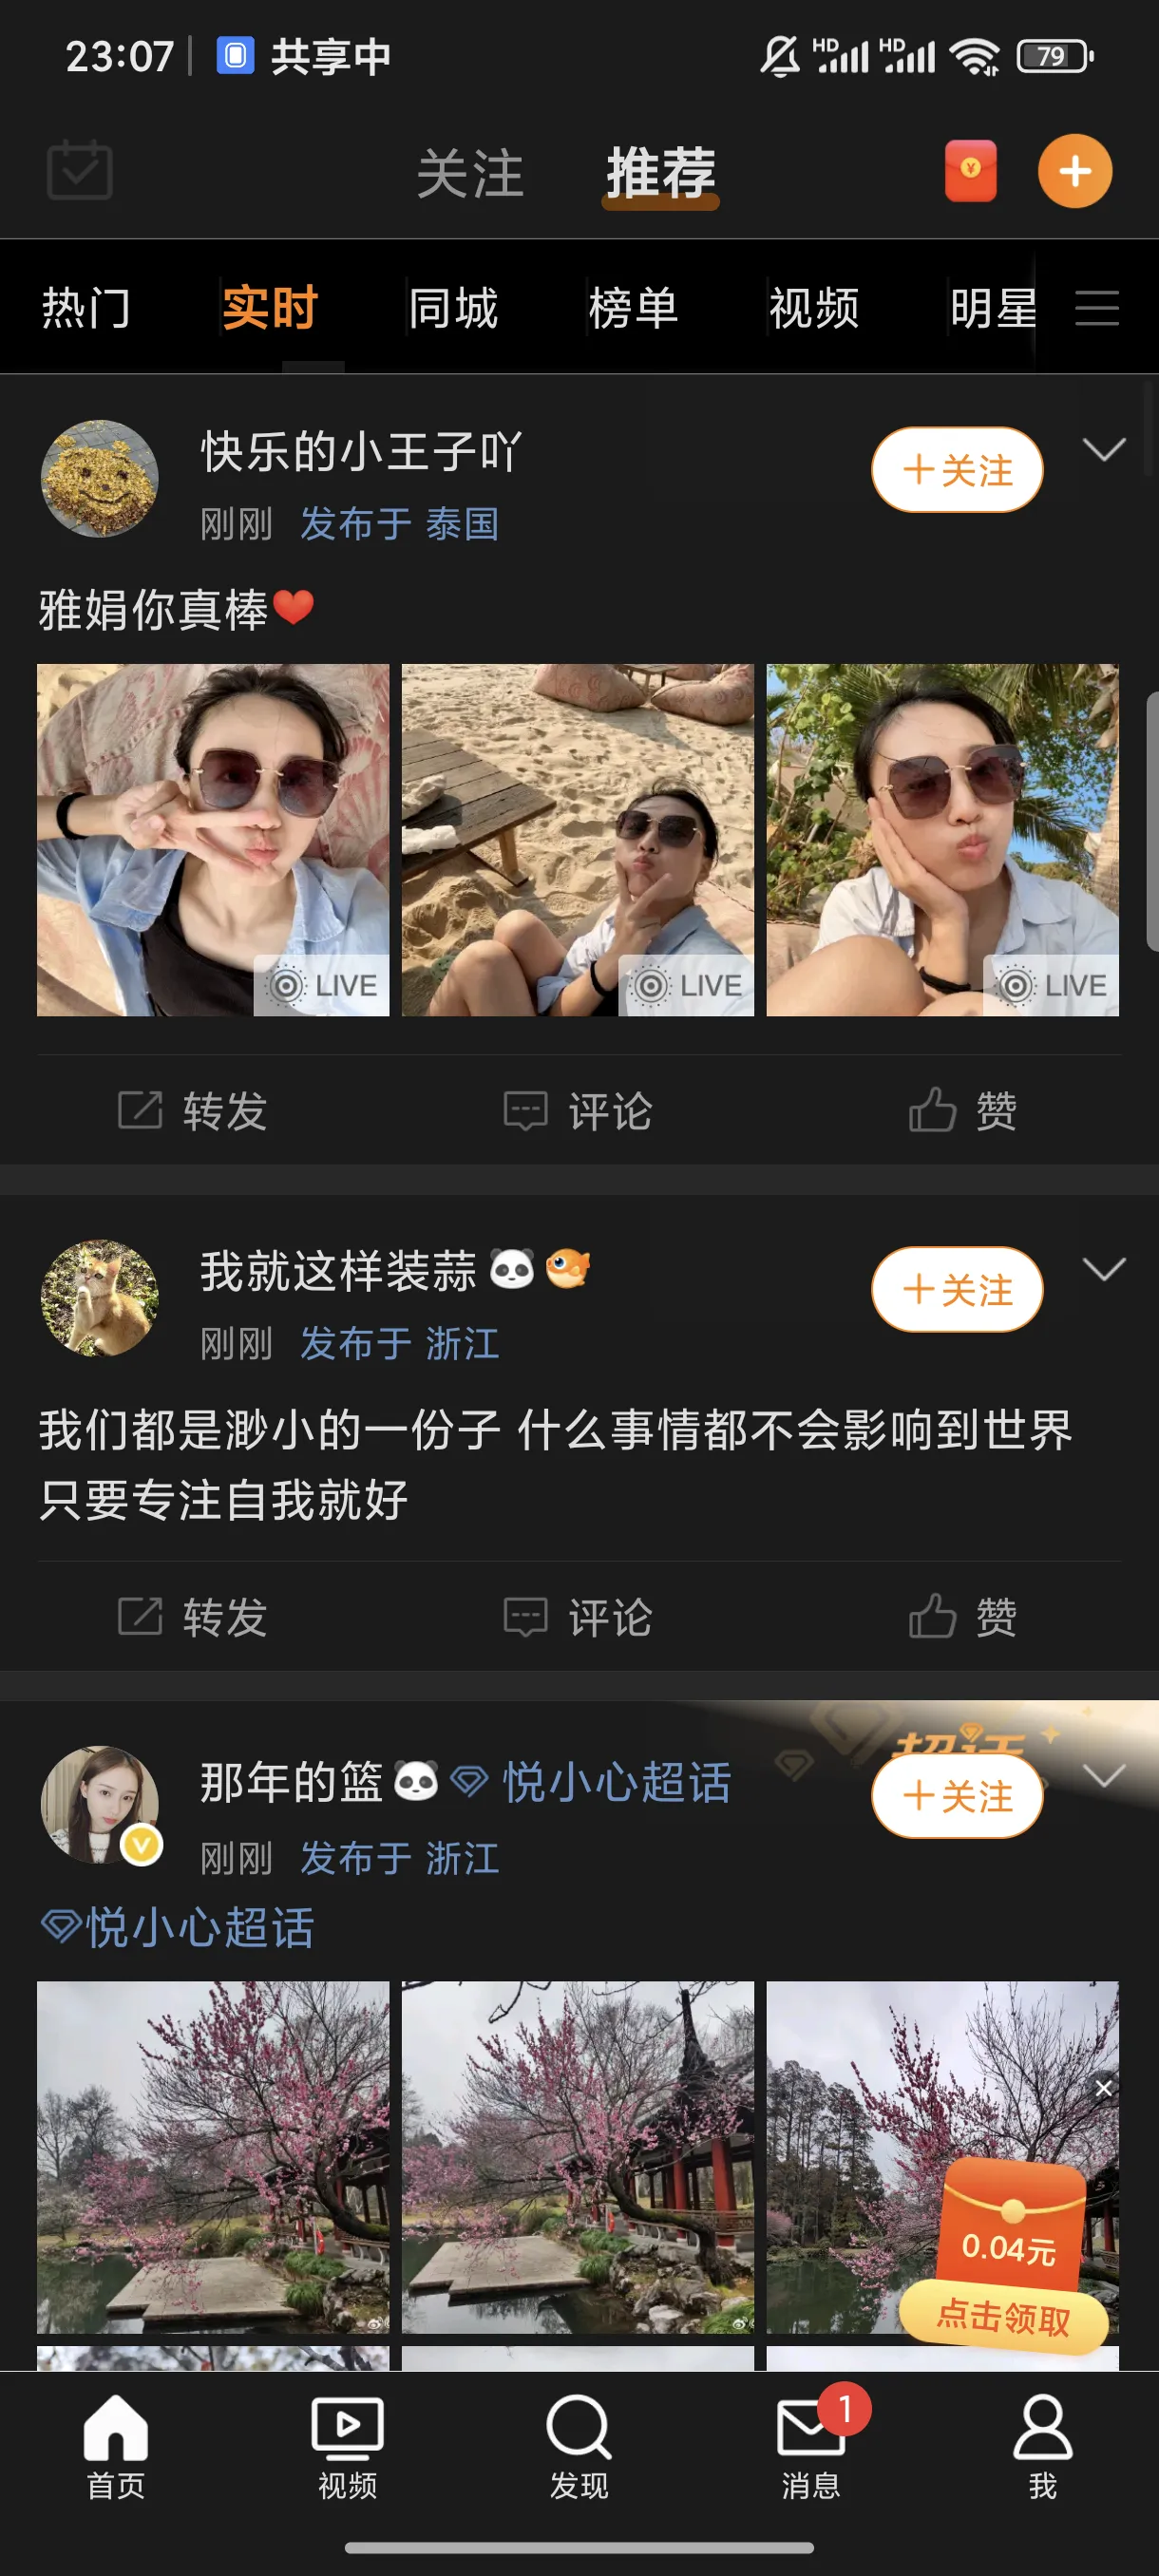 23:07 共享中 HD HD 79
关注 推荐
热门 实时 同城 榜单 视频 明星
快乐的小王子吖
+关注
刚刚 发布于 泰国
雅娟你真棒❤️
LIVE LIVE LIVE
转发 评论 赞
我就这样装蒜🐼🐡
+关注
刚刚 发布于 浙江
我们都是渺小的一份子 什么事情都不会影响到世界
只要专注自我就好
转发 评论 赞
超话
那年的篮🐼 悦小心超话
+关注
刚刚 发布于 浙江
悦小心超话
0.04元
点击领取
首页 视频 发现 消息 1 我